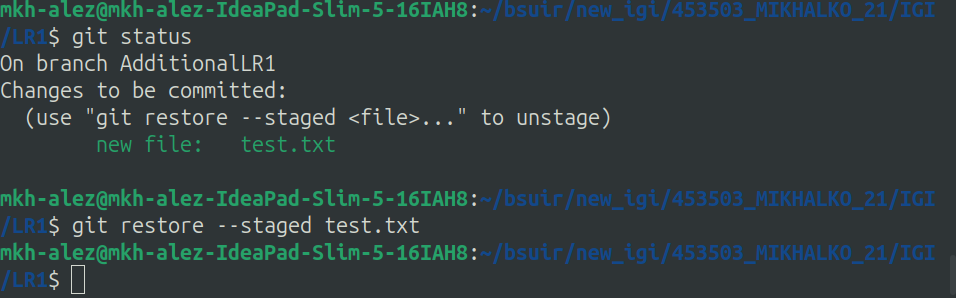 mkh-alez@mkh-alez-IdeaPad-Slim-5-16IAH8:~/bsuir/new_igi/453503_MIKHALKO_21/IGI
/LR1$ git status
On branch AdditionalLR1
Changes to be committed:
  (use "git restore --staged <file>..." to unstage)
        new file:   test.txt

mkh-alez@mkh-alez-IdeaPad-Slim-5-16IAH8:~/bsuir/new_igi/453503_MIKHALKO_21/IGI
/LR1$ git restore --staged test.txt
mkh-alez@mkh-alez-IdeaPad-Slim-5-16IAH8:~/bsuir/new_igi/453503_MIKHALKO_21/IGI
/LR1$